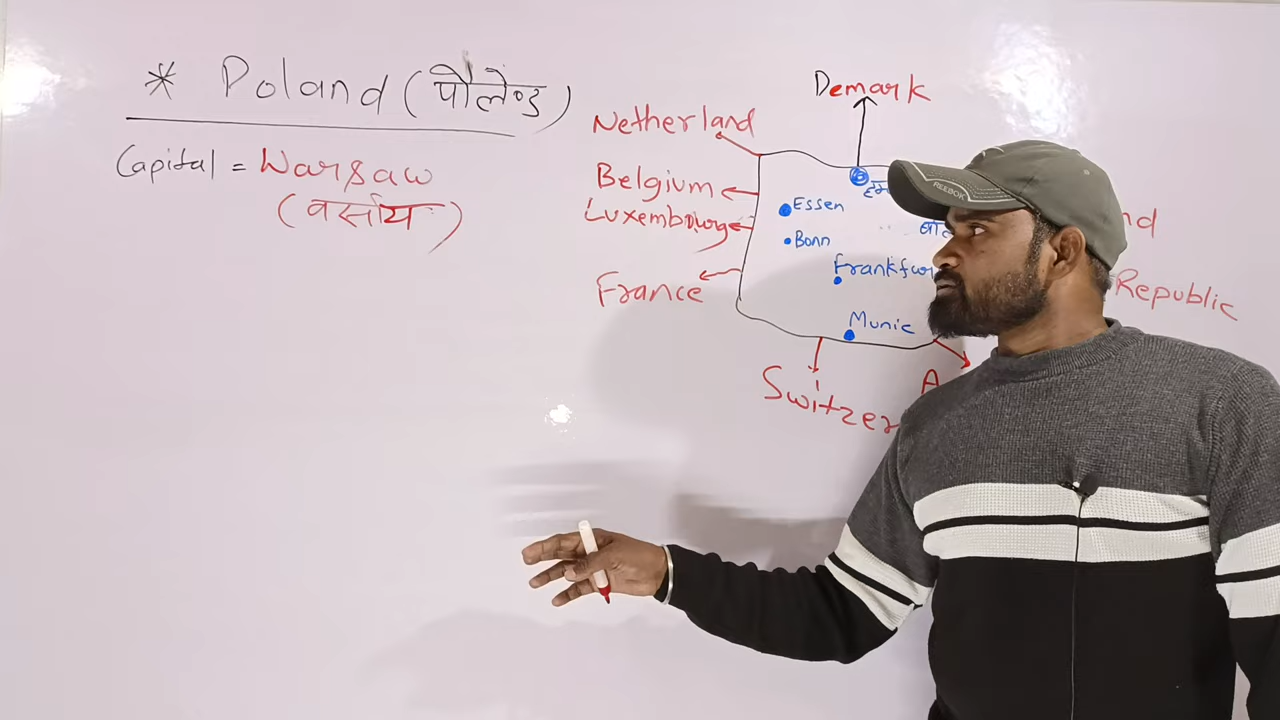 * Poland (पौलेण्ड)
Capital = Warsaw
(वर्साय)
Demark
Netherland
Belgium
Luxembourg
France
Essen
Bonn
Frankfur
Munic
Switzer
A
nd
Republic
REEBOK